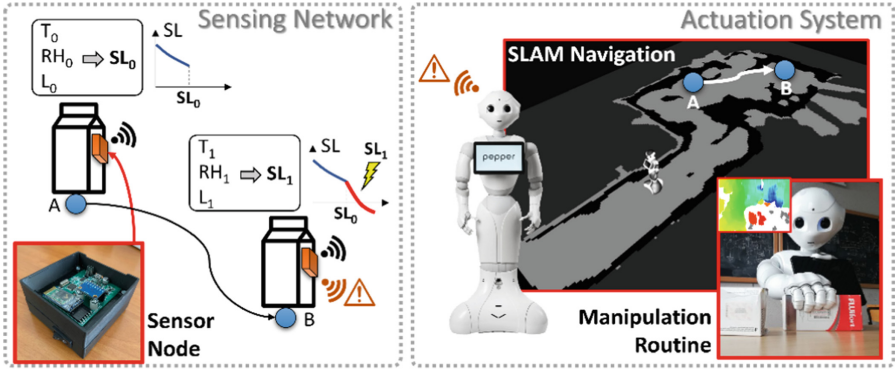 Sensing Network
T₀
RH₀ ⇒ SL₀
L₀
SL
SL₀
T₁
RH₁ ⇒ SL₁
L₁
SL
SL₁
SL₀
A
B
Sensor
Node
Actuation System
SLAM Navigation
A
B
pepper
Manipulation
Routine